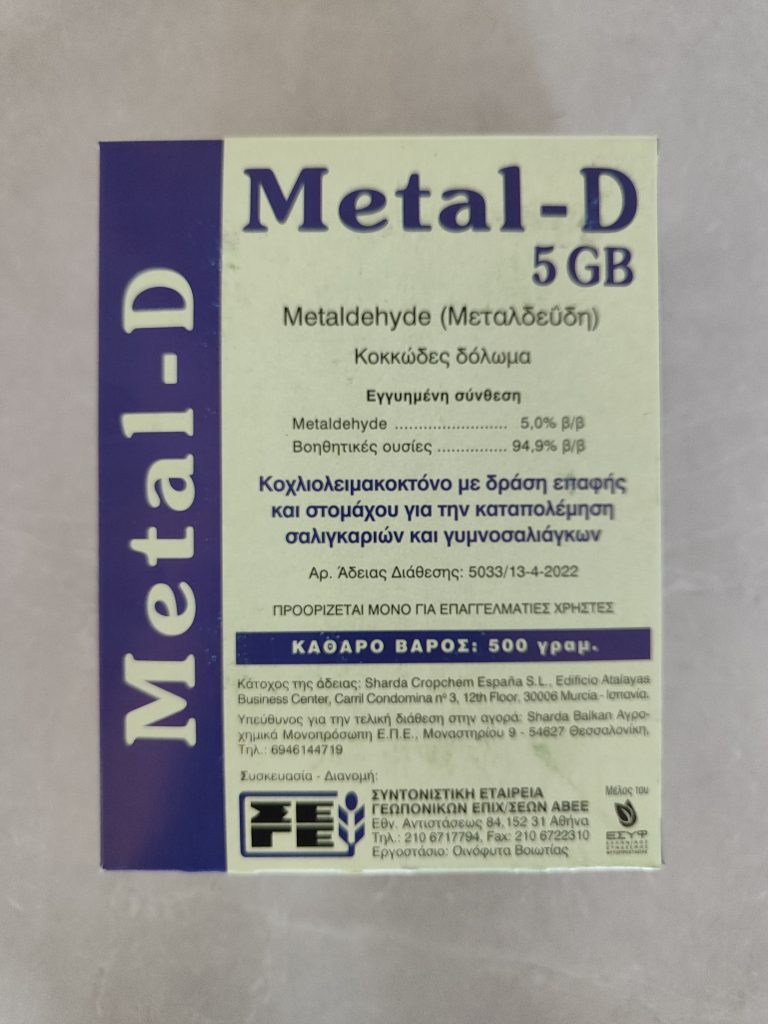 Metal-D
Metal-D
5 GB
Metaldehyde (Μεταλδεΰδη)
Κοκκώδες δόλωμα
Εγγυημένη σύνθεση
Metaldehyde ........................ 5,0% β/β
Βοηθητικές ουσίες ............... 94,9% β/β
Κοχλιολειμακοκτόνο με δράση επαφής
και στομάχου για την καταπολέμηση
σαλιγκαριών και γυμνοσαλιάγκων
Αρ. Άδειας Διάθεσης: 5033/13-4-2022
ΠΡΟΟΡΙΖΕΤΑΙ ΜΟΝΟ ΓΙΑ ΕΠΑΓΓΕΛΜΑΤΙΕΣ ΧΡΗΣΤΕΣ
ΚΑΘΑΡΟ ΒΑΡΟΣ: 500 γραμ.
Κάτοχος της άδειας: Sharda Cropchem España S.L., Edificio Atalayas
Business Center, Carril Condomina nº 3, 12th Floor, 30006 Murcia - Ισπανία.
Υπεύθυνος για την τελική διάθεση στην αγορά: Sharda Balkan Αγρο-
χημικά Μονοπρόσωπη Ε.Π.Ε., Μοναστηρίου 9 - 54627 Θεσσαλονίκη,
Τηλ.: 6946144719
Συσκευασία - Διανομή:
ΣΕΓΕ
ΣΥΝΤΟΝΙΣΤΙΚΗ ΕΤΑΙΡΕΙΑ
ΓΕΩΠΟΝΙΚΩΝ ΕΠΙΧ/ΣΕΩΝ ΑΒΕΕ
Εθν. Αντιστάσεως 84, 152 31 Αθήνα
Τηλ.: 210 6717794, Fax: 210 6722310
Εργοστάσιο: Οινόφυτα Βοιωτίας
Μέλος του
ΕΣΥΦ
ΕΛΛΗΝΙΚΟΣ
ΣΥΝΔΕΣΜΟΣ
ΦΥΤΟΠΡΟΣΤΑΣΙΑΣ